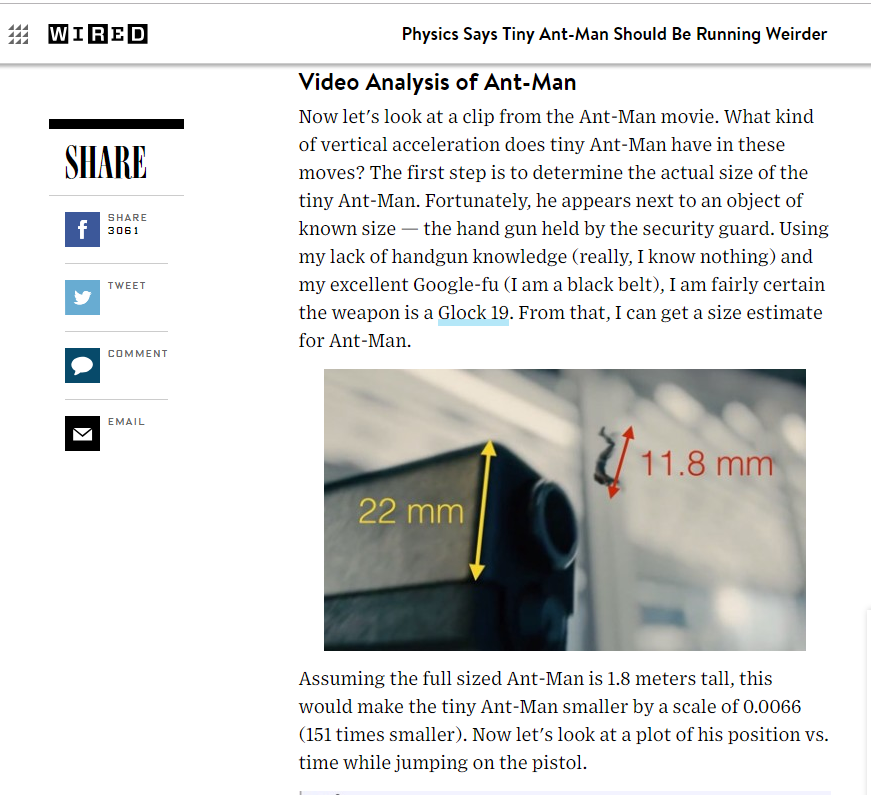 WIRED
Physics Says Tiny Ant-Man Should Be Running Weirder
SHARE
f
SHARE
3061
TWEET
COMMENT
EMAIL
Video Analysis of Ant-Man
Now let's look at a clip from the Ant-Man movie. What kind
of vertical acceleration does tiny Ant-Man have in these
moves? The first step is to determine the actual size of the
tiny Ant-Man. Fortunately, he appears next to an object of
known size — the hand gun held by the security guard. Using
my lack of handgun knowledge (really, I know nothing) and
my excellent Google-fu (I am a black belt), I am fairly certain
the weapon is a Glock 19. From that, I can get a size estimate
for Ant-Man.
22 mm
11.8 mm
Assuming the full sized Ant-Man is 1.8 meters tall, this
would make the tiny Ant-Man smaller by a scale of 0.0066
(151 times smaller). Now let's look at a plot of his position vs.
time while jumping on the pistol.